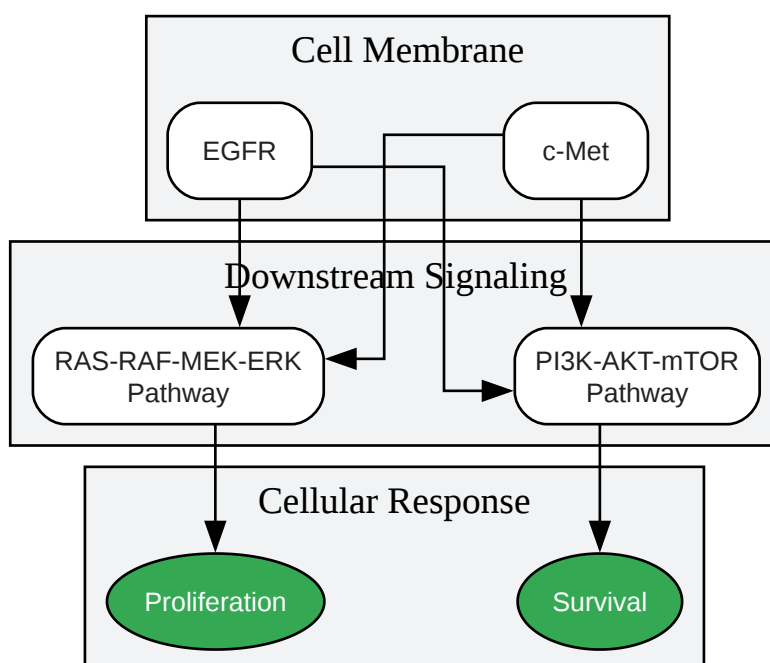 Cell Membrane
EGFR
c-Met
Downstream Signaling
RAS-RAF-MEK-ERK
Pathway
PI3K-AKT-mTOR
Pathway
Cellular Response
Proliferation
Survival